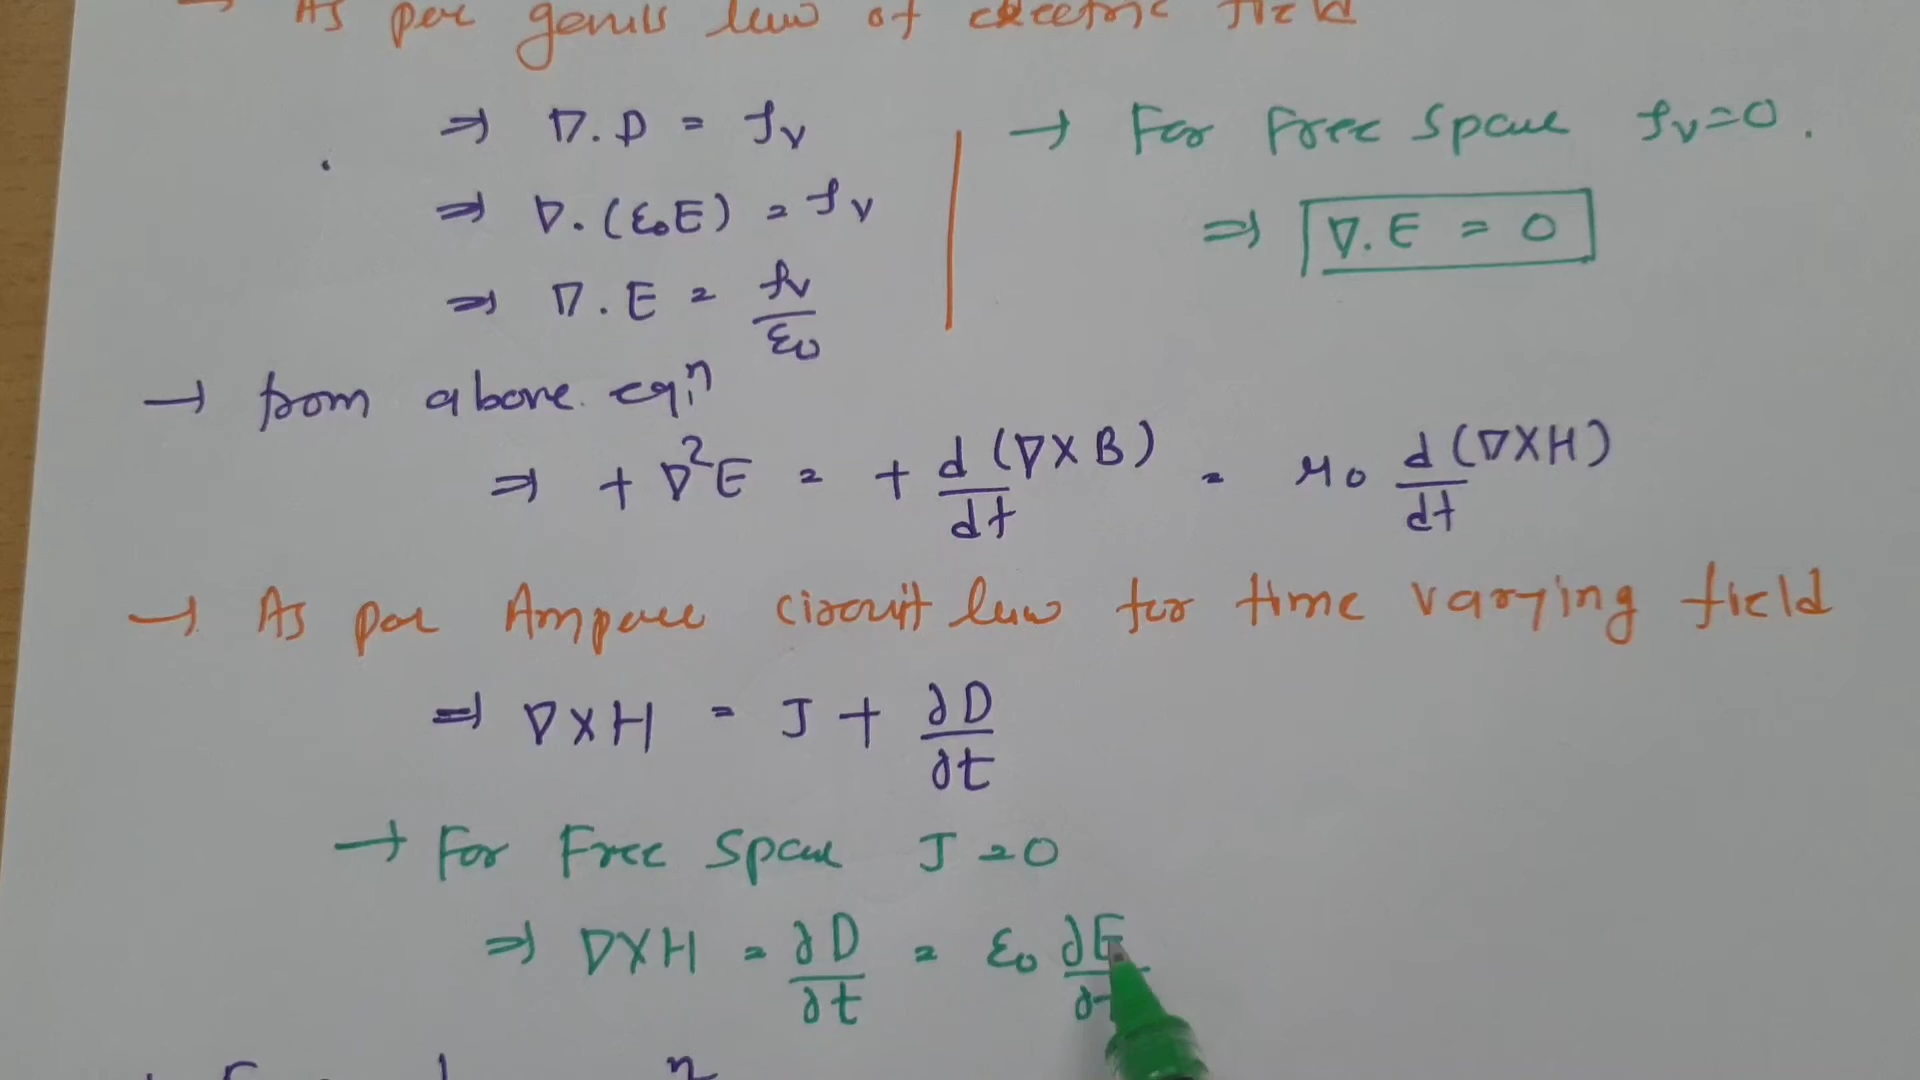 → As per gauss law of electric field
⇒ ∇.D = ρv
⇒ ∇.(ε₀E) = ρv
⇒ ∇.E = ρv/ε₀
→ For Free Space ρv=0.
⇒ ∇.E = 0
→ from above eqⁿ
⇒ + ∇²E = + d/dt (∇×B) = μ₀ d/dt (∇×H)
→ As per Ampere circuit law for time varying field
⇒ ∇×H = J + ∂D/∂t
→ For Free Space J=0
⇒ ∇×H = ∂D/∂t = ε₀ ∂E/∂